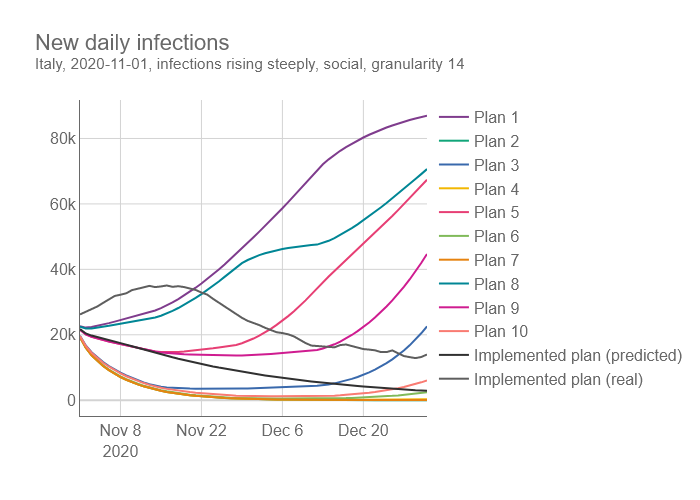 New daily infections
Italy, 2020-11-01, infections rising steeply, social, granularity 14
80k
60k
40k
20k
0
Nov 8
2020
Nov 22
Dec 6
Dec 20
Plan 1
Plan 2
Plan 3
Plan 4
Plan 5
Plan 6
Plan 7
Plan 8
Plan 9
Plan 10
Implemented plan (predicted)
Implemented plan (real)